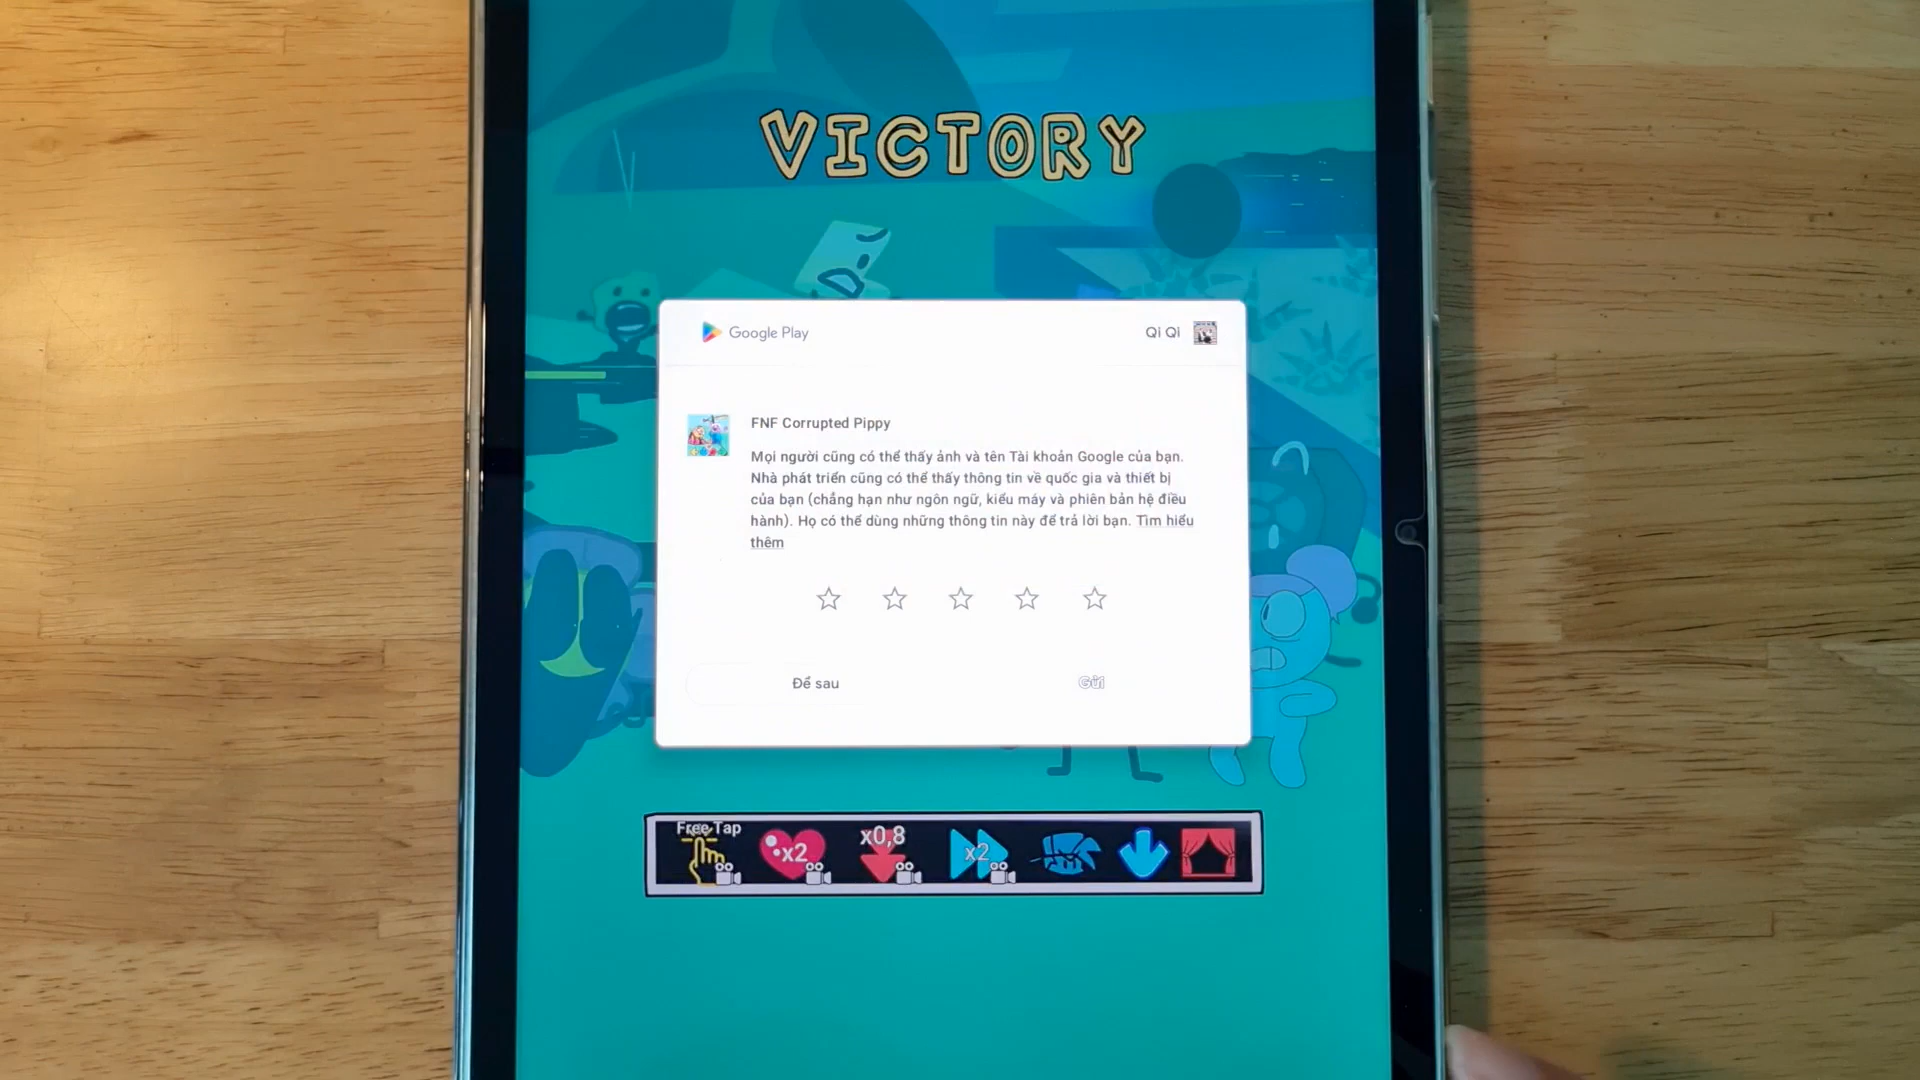 VICTORY
Google Play
Qi Qi
FNF Corrupted Pippy
Mọi người cũng có thể thấy ảnh và tên Tài khoản Google của bạn.
Nhà phát triển cũng có thể thấy thông tin về quốc gia và thiết bị
của bạn (chẳng hạn như ngôn ngữ, kiểu máy và phiên bản hệ điều
hành). Họ có thể dùng những thông tin này để trả lời bạn. Tìm hiểu
thêm
Để sau
Gửi
Free Tap
x2
x0,8
x2